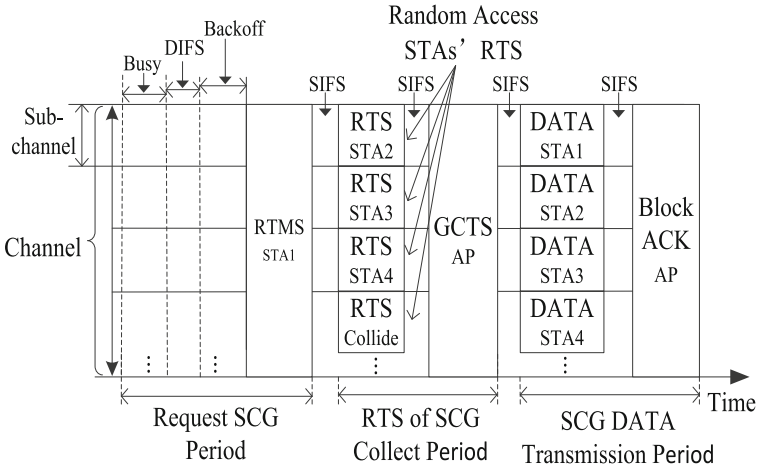 Random Access
STAs’ RTS
Backoff
DIFS
Busy
SIFS
SIFS
SIFS
SIFS
Sub-
channel
Channel
RTMS
STA1
RTS
STA2
RTS
STA3
RTS
STA4
RTS
Collide
GCTS
AP
DATA
STA1
DATA
STA2
DATA
STA3
DATA
STA4
Block
ACK
AP
Time
Request SCG
Period
RTS of SCG
Collect Period
SCG DATA
Transmission Period